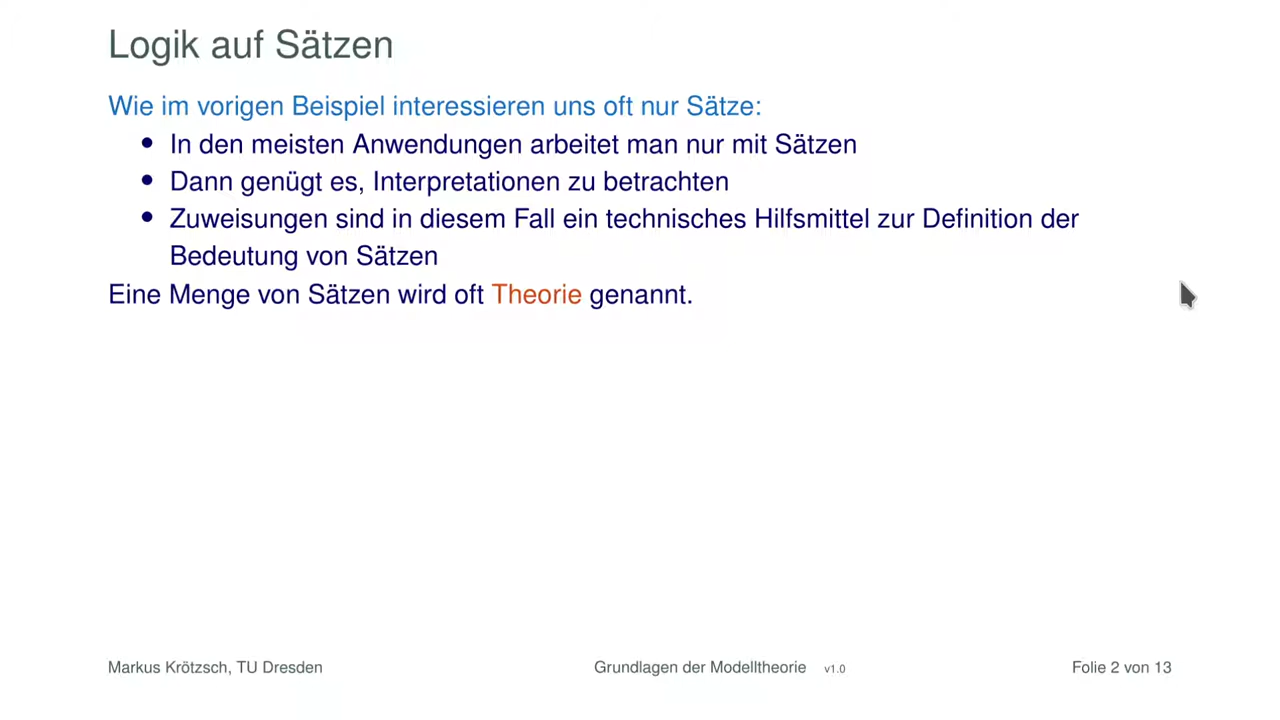 Logik auf Sätzen
Wie im vorigen Beispiel interessieren uns oft nur Sätze:
• In den meisten Anwendungen arbeitet man nur mit Sätzen
• Dann genügt es, Interpretationen zu betrachten
• Zuweisungen sind in diesem Fall ein technisches Hilfsmittel zur Definition der
Bedeutung von Sätzen
Eine Menge von Sätzen wird oft Theorie genannt.
Markus Krötzsch, TU Dresden Grundlagen der Modelltheorie v1.0 Folie 2 von 13